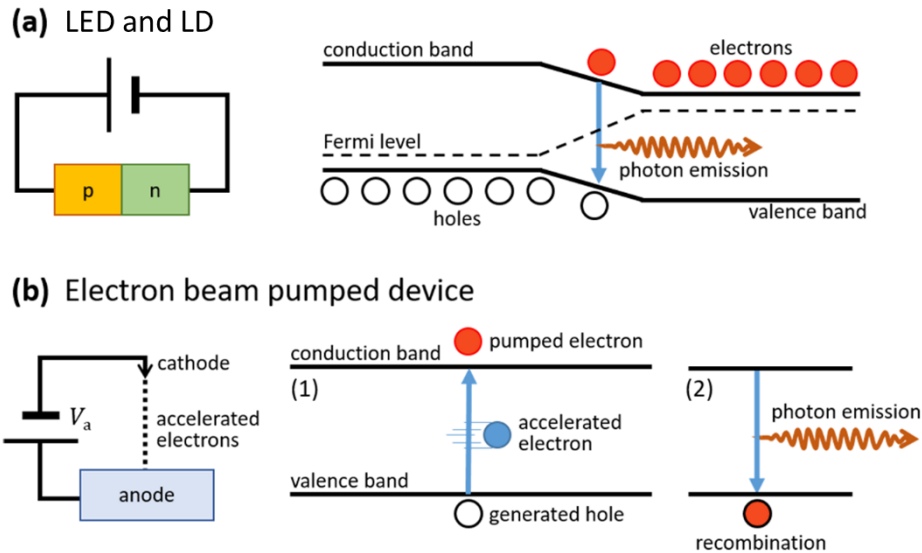 (a) LED and LD
conduction band
electrons
Fermi level
photon emission
p
n
holes
valence band
(b) Electron beam pumped device
cathode
Va
accelerated
electrons
anode
conduction band
pumped electron
(1)
accelerated
electron
valence band
generated hole
(2)
photon emission
recombination